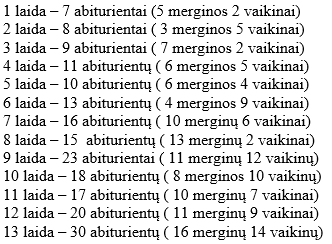 1 laida – 7 abiturientai (5 merginos 2 vaikinai)
2 laida – 8 abiturientai ( 3 merginos 5 vaikinai)
3 laida – 9 abiturientai ( 7 merginos 2 vaikinai)
4 laida – 11 abiturientų ( 6 merginos 5 vaikinai)
5 laida – 10 abiturientų ( 6 merginos 4 vaikinai)
6 laida – 13 abiturientų ( 4 merginos 9 vaikinai)
7 laida – 16 abiturientų ( 10 merginų 6 vaikinai)
8 laida – 15 abiturientų ( 13 merginų 2 vaikinai)
9 laida – 23 abiturientai ( 11 merginų 12 vaikinų)
10 laida – 18 abiturientų ( 8 merginos 10 vaikinų)
11 laida – 17 abiturientų ( 10 merginų 7 vaikinai)
12 laida – 20 abiturientų ( 11 merginų 9 vaikinai)
13 laida – 30 abiturientų ( 16 merginų 14 vaikinų)